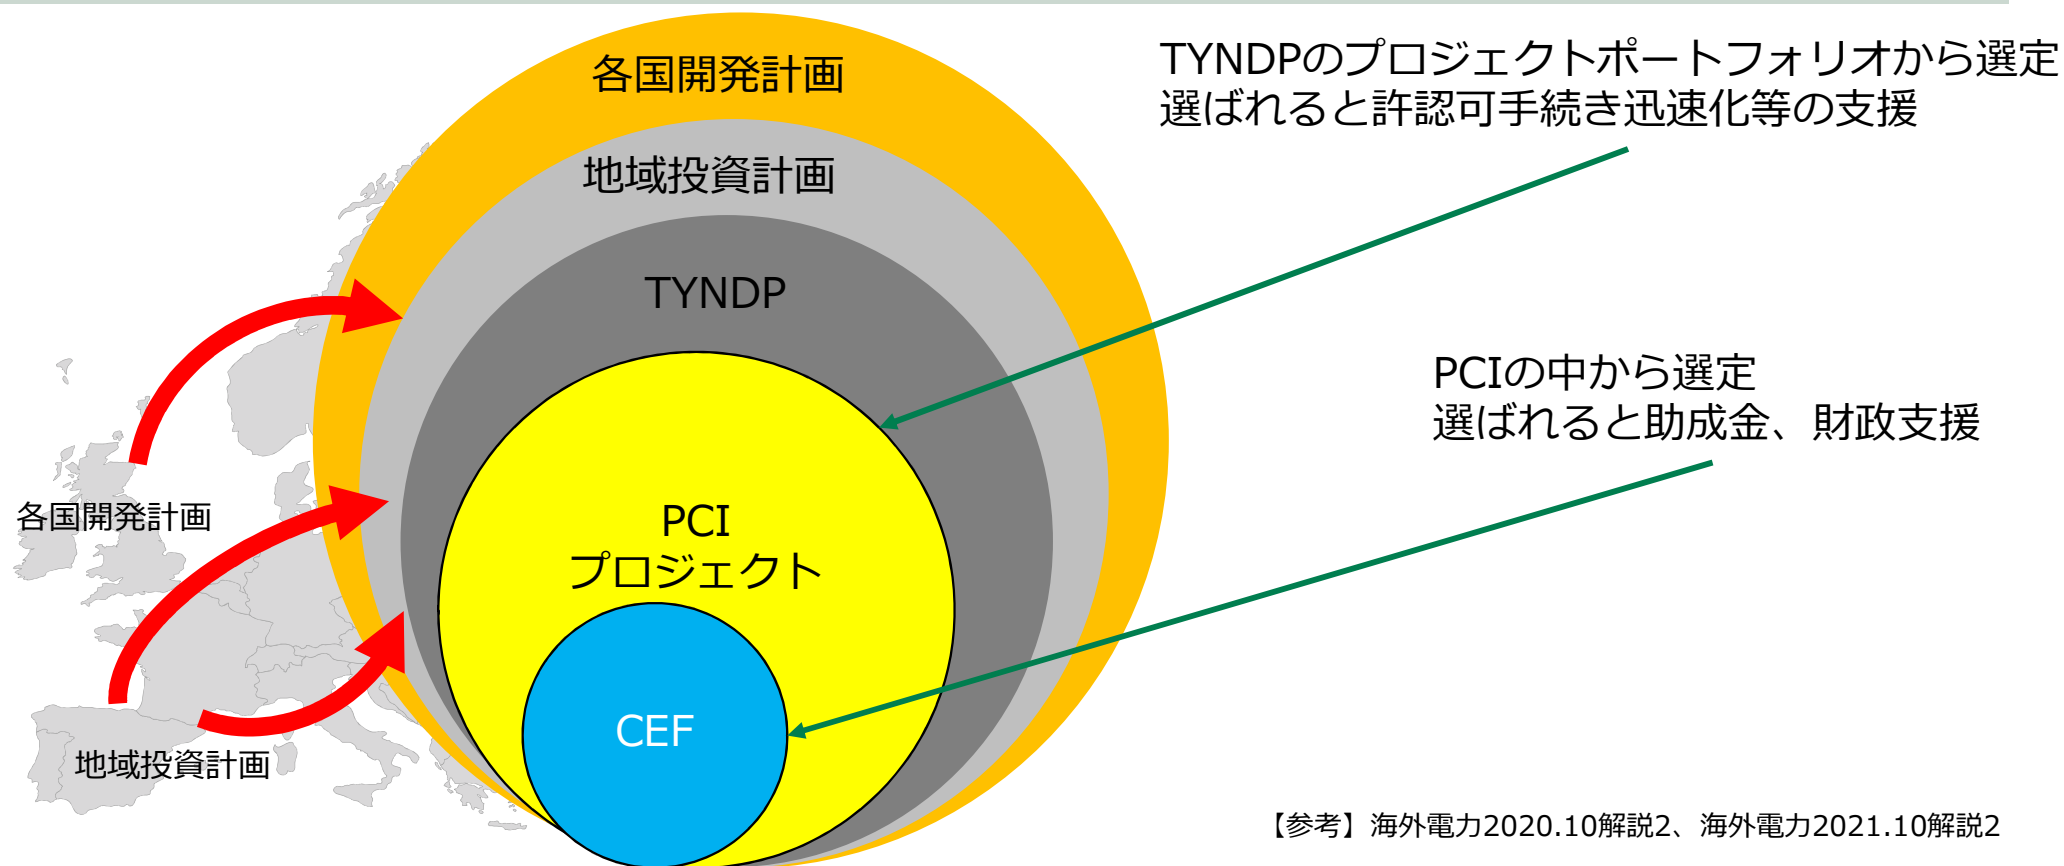 各国開発計画
地域投資計画
TYNDP
PCI
プロジェクト
CEF
TYNDPのプロジェクトポートフォリオから選定
選ばれると許認可手続き迅速化等の支援
PCIの中から選定
選ばれると助成金、財政支援
各国開発計画
地域投資計画
【参考】海外電力2020.10解説2、海外電力2021.10解説2